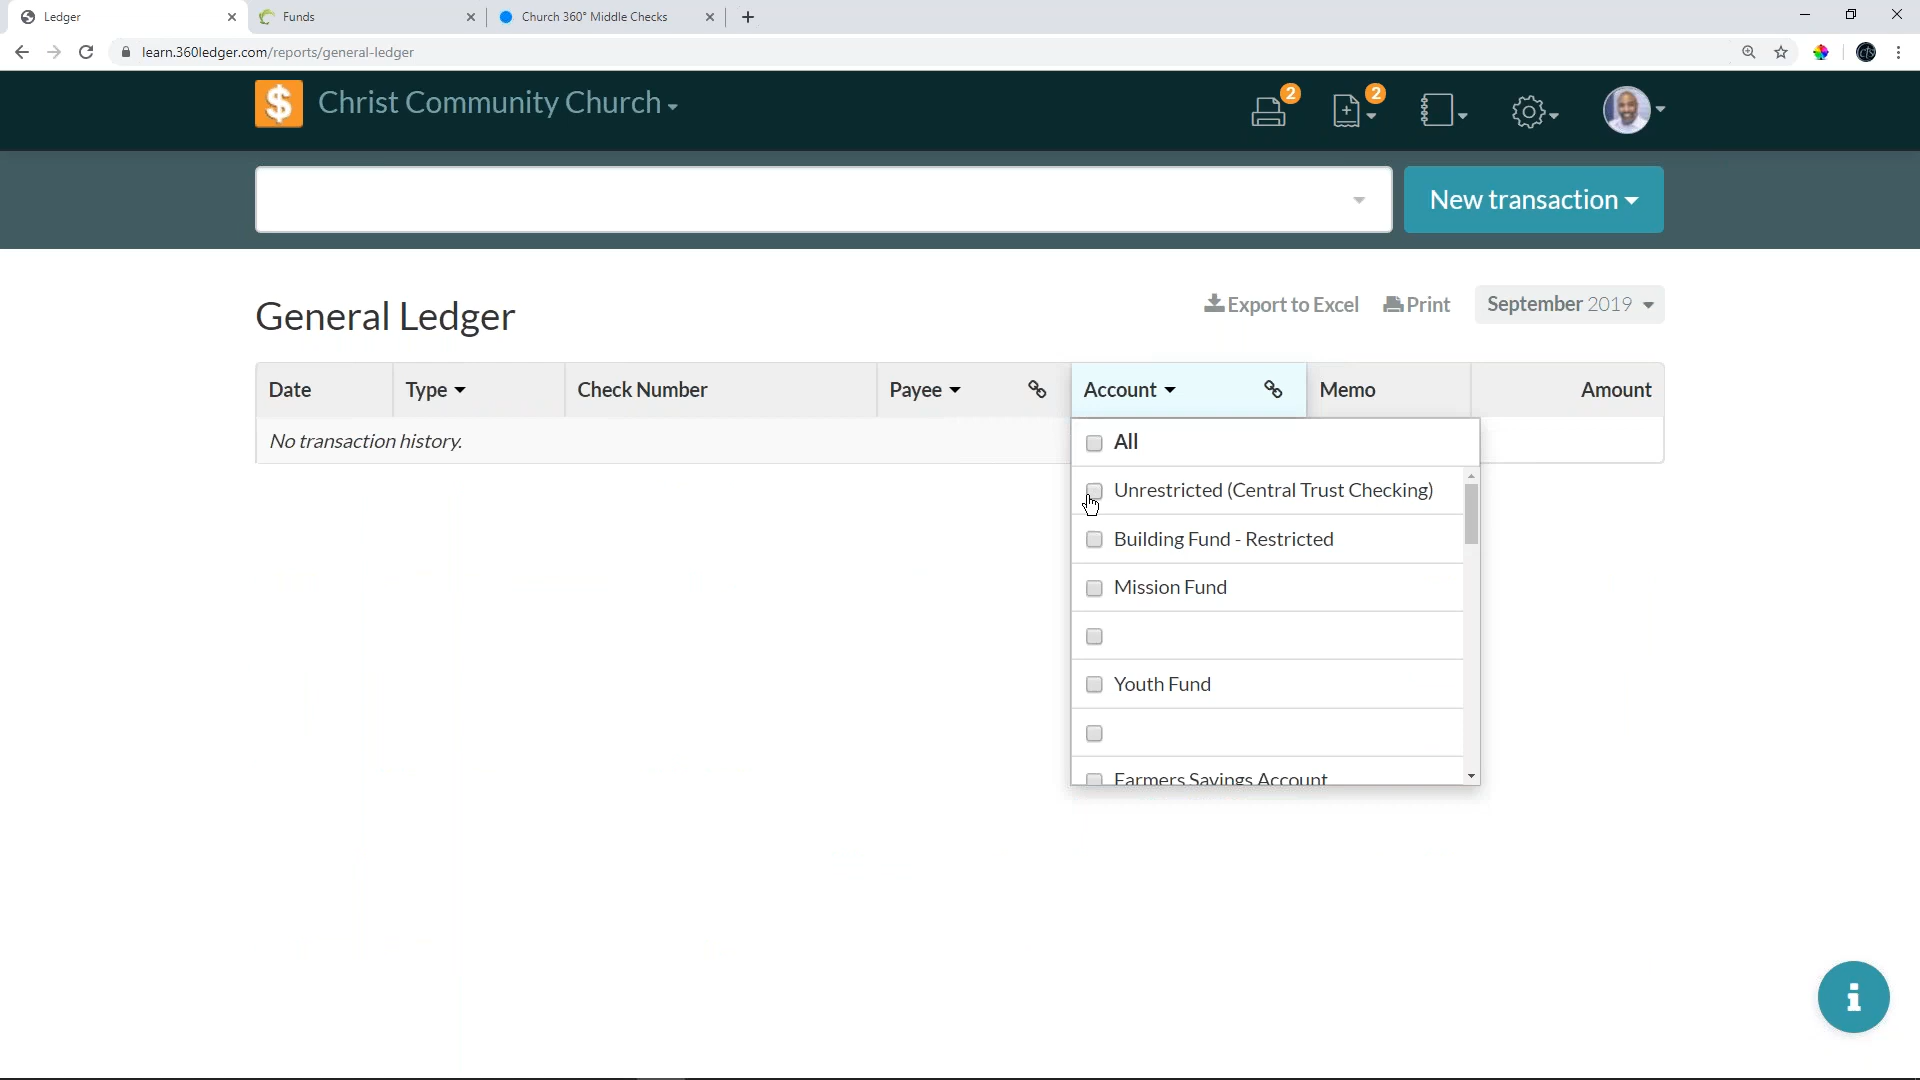 Ledger
Funds
Church 360° Middle Checks
learn.360ledger.com/reports/general-ledger
cts
$ Christ Community Church
2
2
New transaction
General Ledger
Export to Excel
Print
September 2019
Date
Type
Check Number
Payee
Account
Memo
Amount
No transaction history.
All
Unrestricted (Central Trust Checking)
Building Fund - Restricted
Mission Fund
Youth Fund
Farmers Savings Account